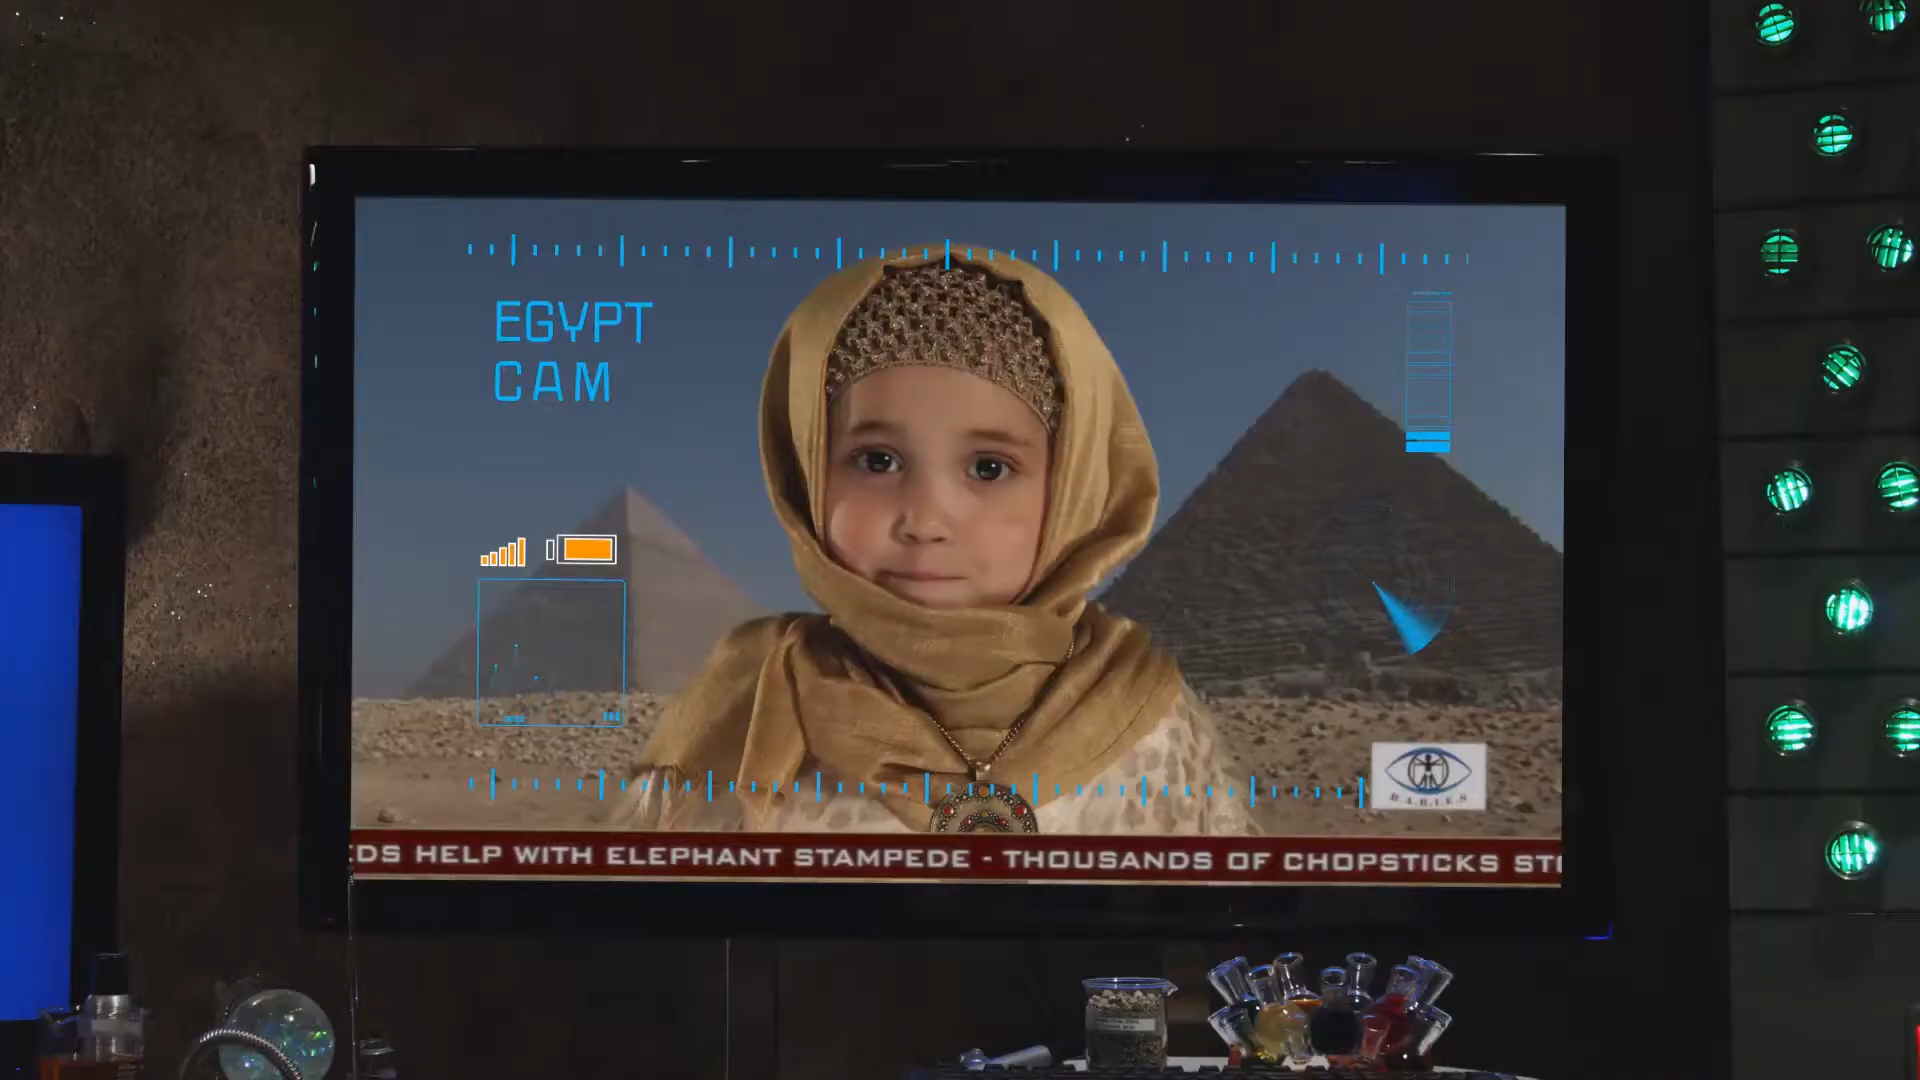 EGYPT
CAM
B.A.B.I.E.S
HELP WITH ELEPHANT STAMPEDE - THOUSANDS OF CHOPSTICKS